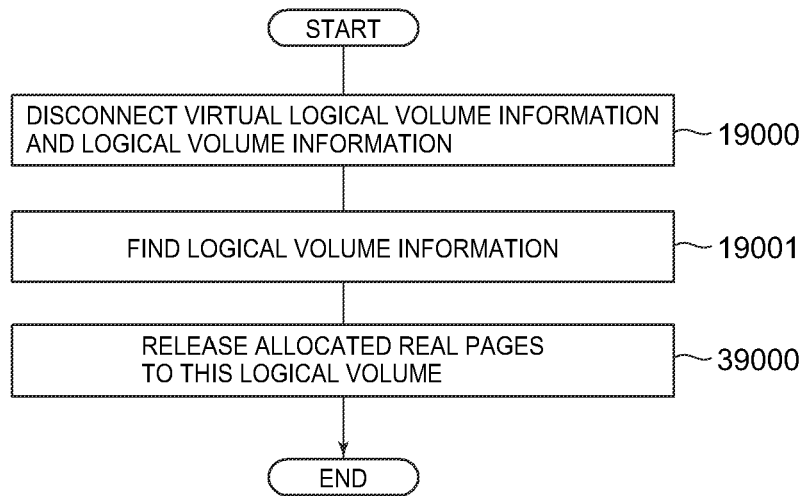 START
DISCONNECT VIRTUAL LOGICAL VOLUME INFORMATION
AND LOGICAL VOLUME INFORMATION
19000
FIND LOGICAL VOLUME INFORMATION
19001
RELEASE ALLOCATED REAL PAGES
TO THIS LOGICAL VOLUME
39000
END